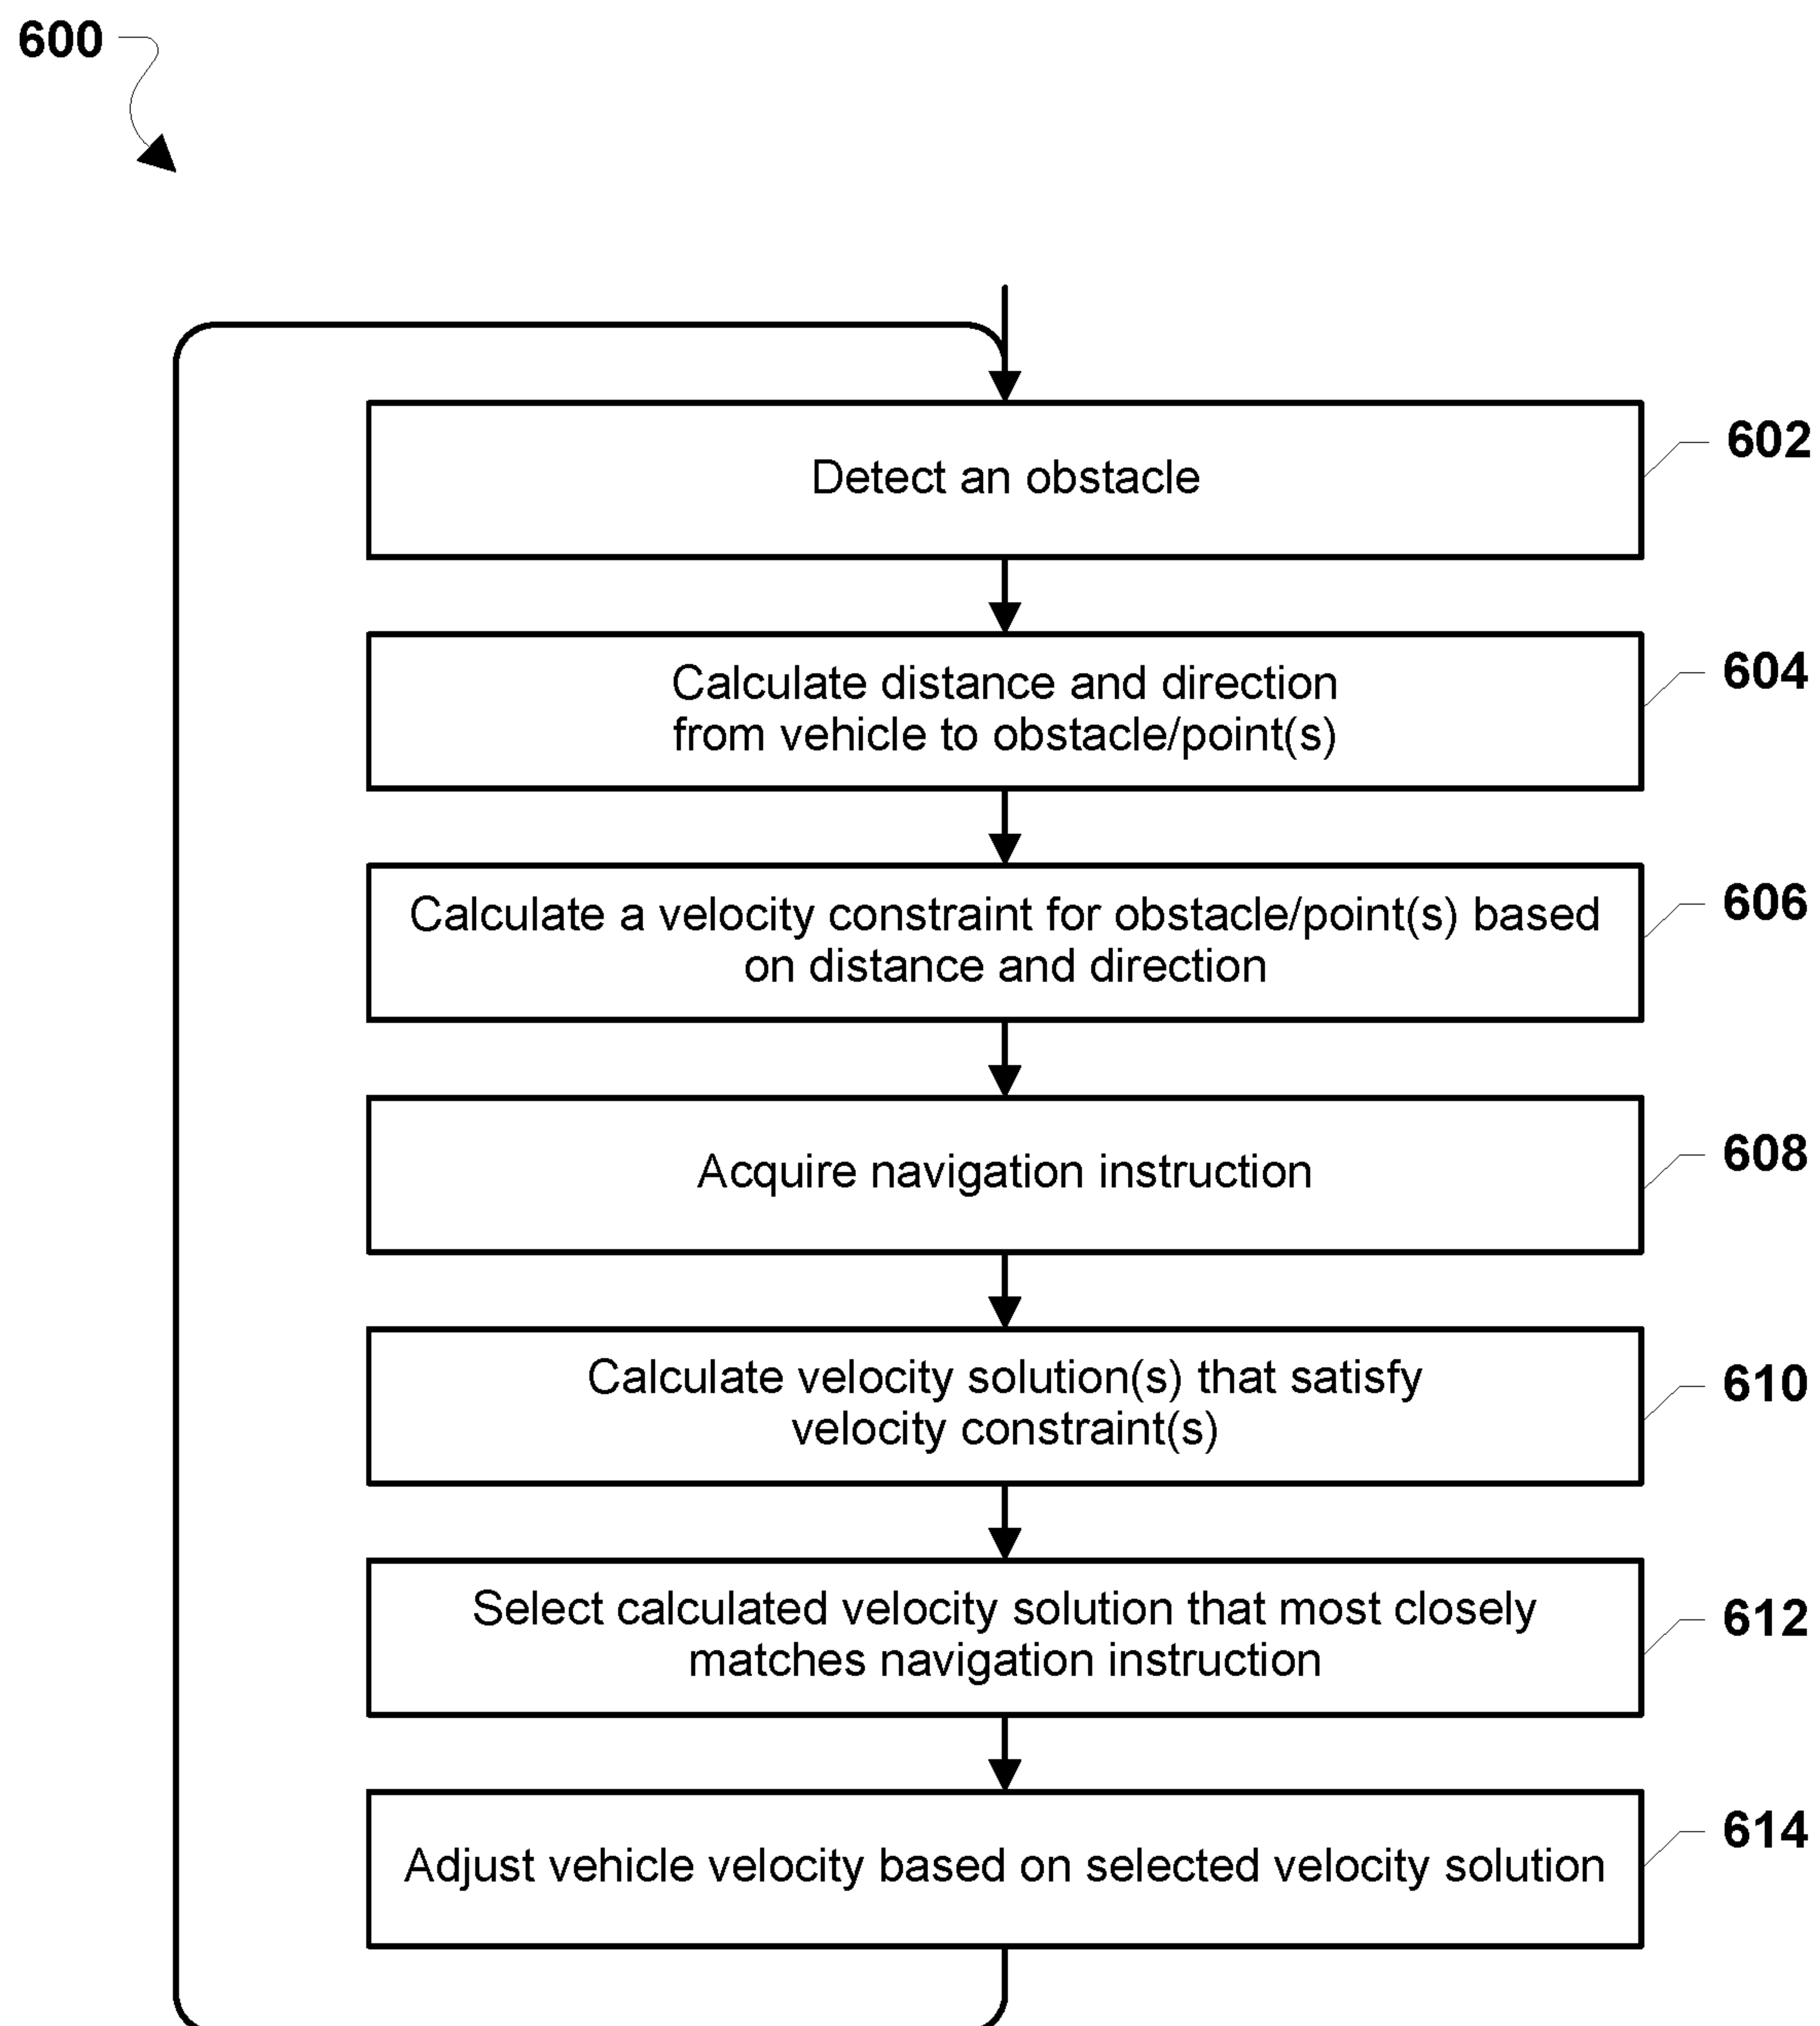 600
Detect an obstacle
602
Calculate distance and direction
from vehicle to obstacle/point(s)
604
Calculate a velocity constraint for obstacle/point(s) based
on distance and direction
606
Acquire navigation instruction
608
Calculate velocity solution(s) that satisfy
velocity constraint(s)
610
Select calculated velocity solution that most closely
matches navigation instruction
612
Adjust vehicle velocity based on selected velocity solution
614